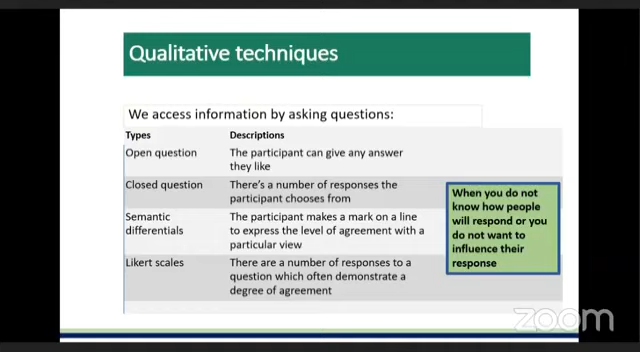 Qualitative techniques
We access information by asking questions:
Types Descriptions
Open question The participant can give any answer
they like
Closed question There's a number of responses the
participant chooses from
Semantic The participant makes a mark on a line
differentials to express the level of agreement with a
particular view
Likert scales There are a number of responses to a
question which often demonstrate a
degree of agreement
When you do not
know how people
will respond or you
do not want to
influence their
response
zoom